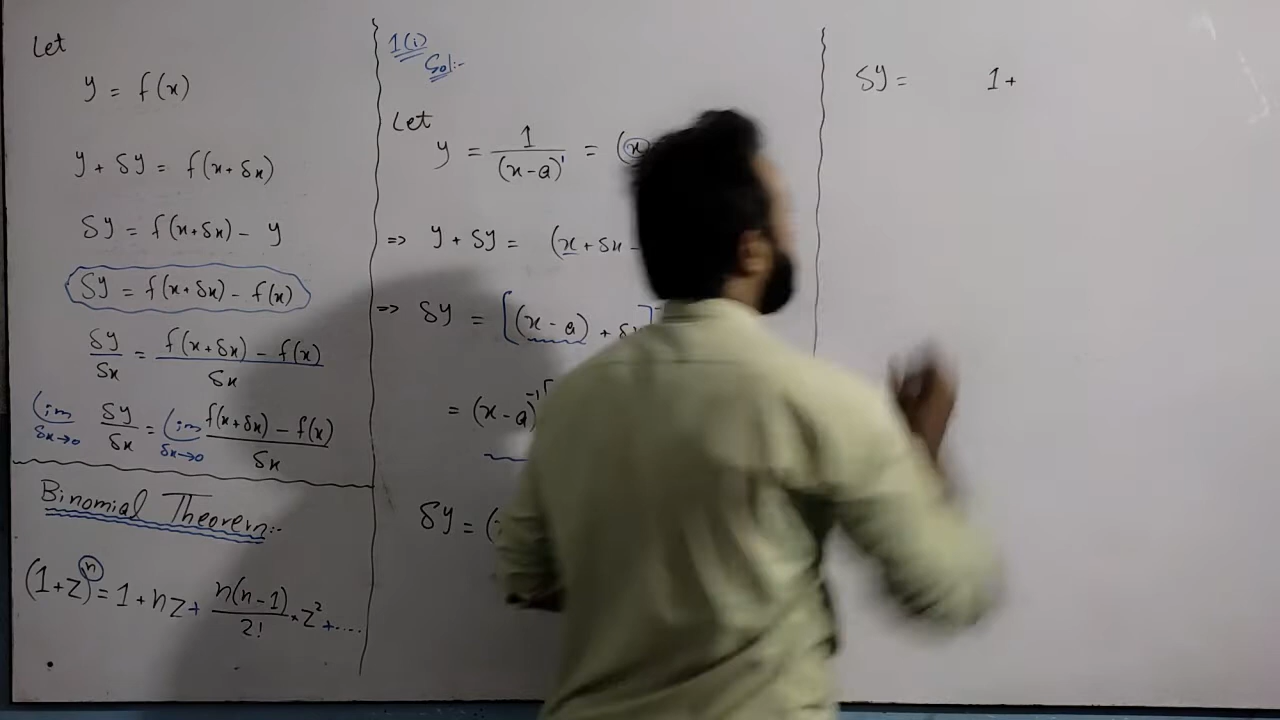 Let
y = f(x)
y + δy = f(x+δx)
δy = f(x+δx) - y
δy = f(x+δx) - f(x)
δy/δx = f(x+δx) - f(x)/δx
lim δx→0 δy/δx = lim δx→0 f(x+δx) - f(x)/δx
Binomial Theorem:-
(1+z)^n = 1 + nz + n(n-1)/2! · z² + ....
1(i)
Sol:-
Let
y = 1/(x-a)^1 = (x
=> y + δy = (x+δx-
=> δy = [(x-a) + δx]^-
= (x-a)^-1 [
δy = (
δy = 1+